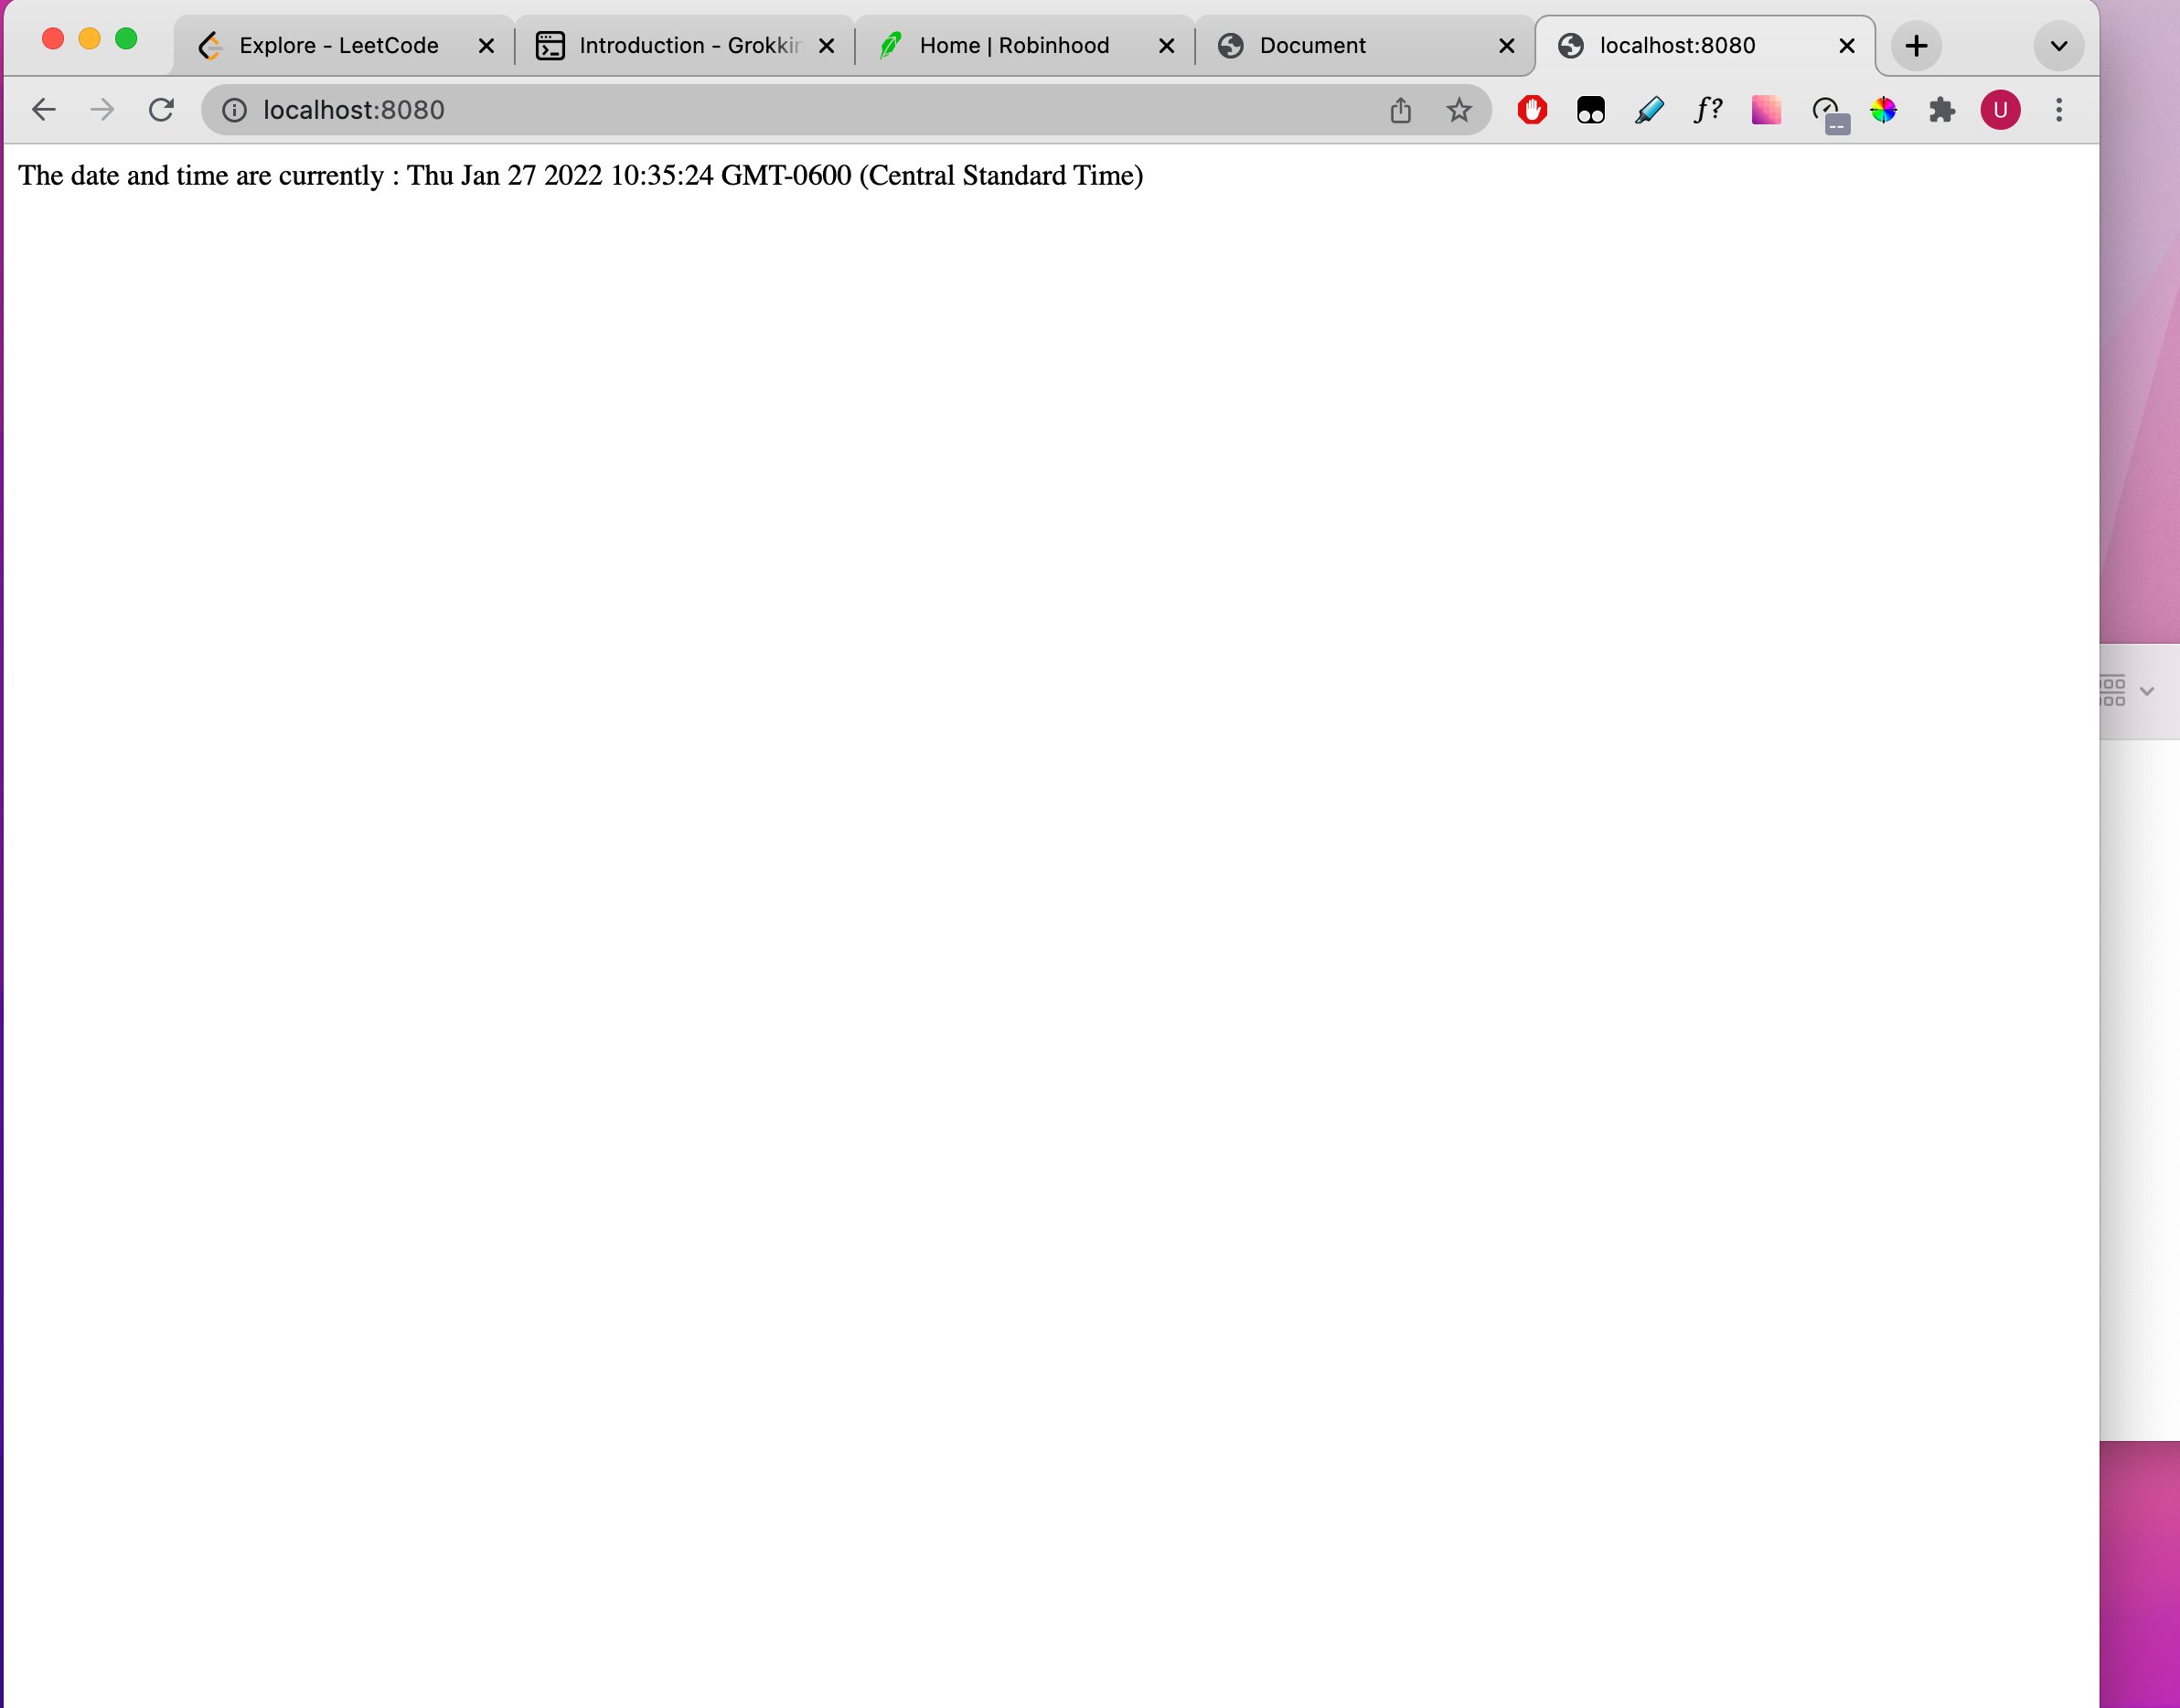 Explore - LeetCode
Introduction - Grokkin
Home | Robinhood
Document
localhost:8080
localhost:8080
f?
--
U
The date and time are currently : Thu Jan 27 2022 10:35:24 GMT-0600 (Central Standard Time)